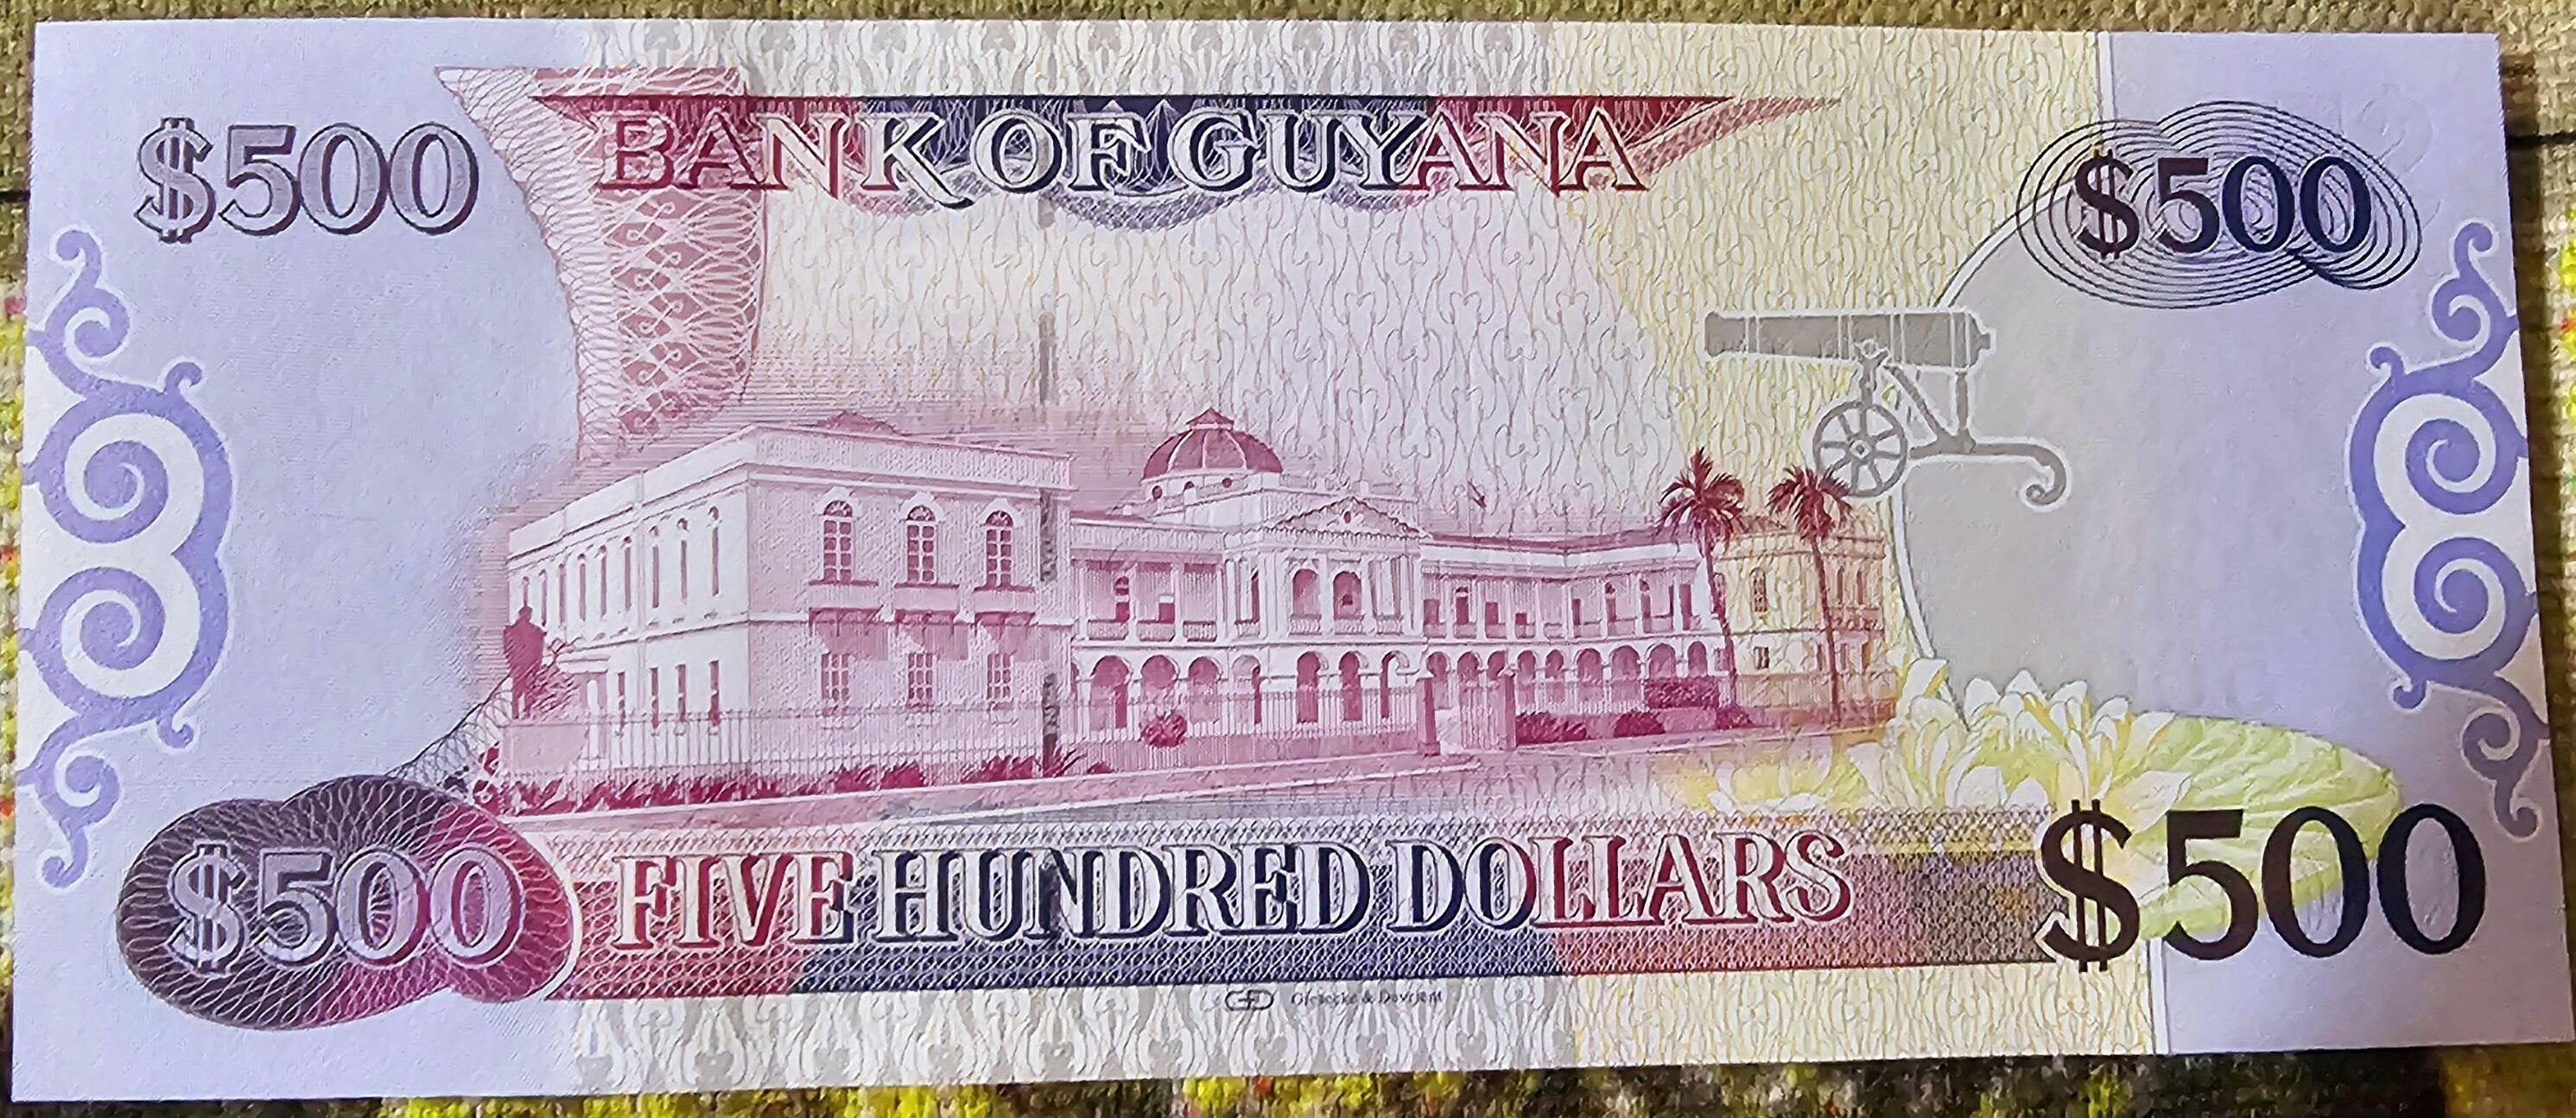 $500
BANK OF GUYANA
$500
$500
FIVE HUNDRED DOLLARS
$500
Giesecke & Devrient